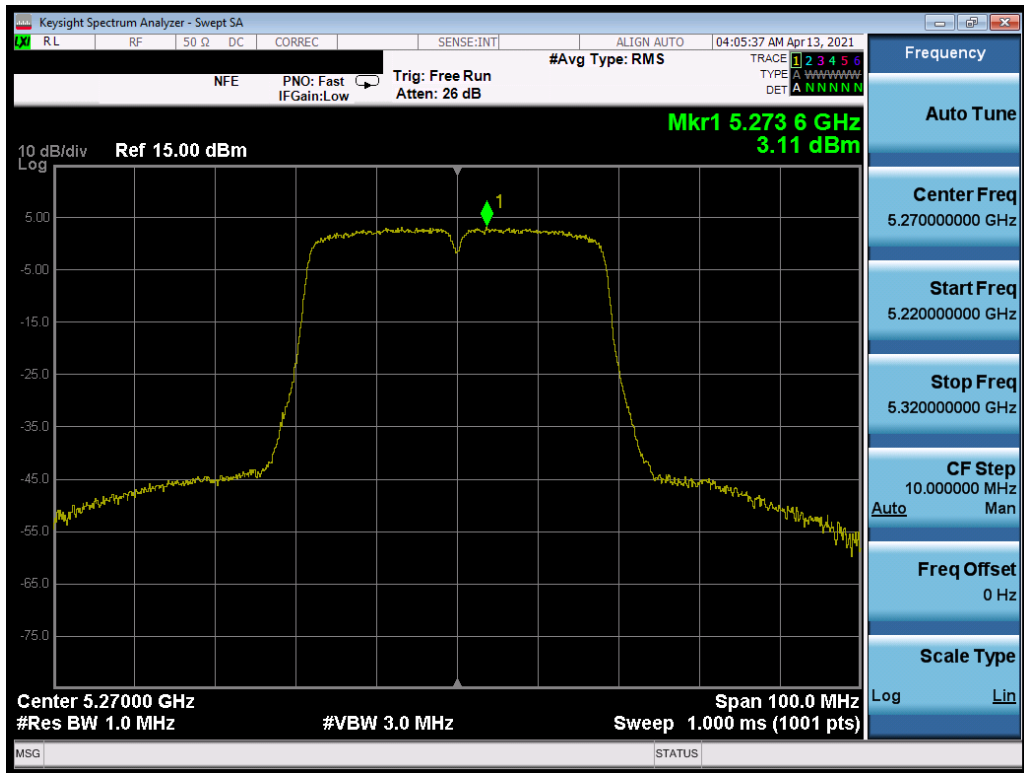 Keysight Spectrum Analyzer - Swept SA
LXI RL RF 50 Ω DC CORREC SENSE:INT ALIGN AUTO 04:05:37 AM Apr 13, 2021
NFE PNO: Fast IFGain:Low Trig: Free Run Atten: 26 dB #Avg Type: RMS
TRACE 1 2 3 4 5 6
TYPE A W W W W W
DET A N N N N N
Mkr1 5.273 6 GHz
3.11 dBm
10 dB/div Ref 15.00 dBm
Log
1
5.00
-5.00
-15.0
-25.0
-35.0
-45.0
-55.0
-65.0
-75.0
Center 5.27000 GHz Span 100.0 MHz
#Res BW 1.0 MHz #VBW 3.0 MHz Sweep 1.000 ms (1001 pts)
MSG STATUS
Frequency
Auto Tune
Center Freq
5.270000000 GHz
Start Freq
5.220000000 GHz
Stop Freq
5.320000000 GHz
CF Step
10.000000 MHz
Auto Man
Freq Offset
0 Hz
Scale Type
Log Lin